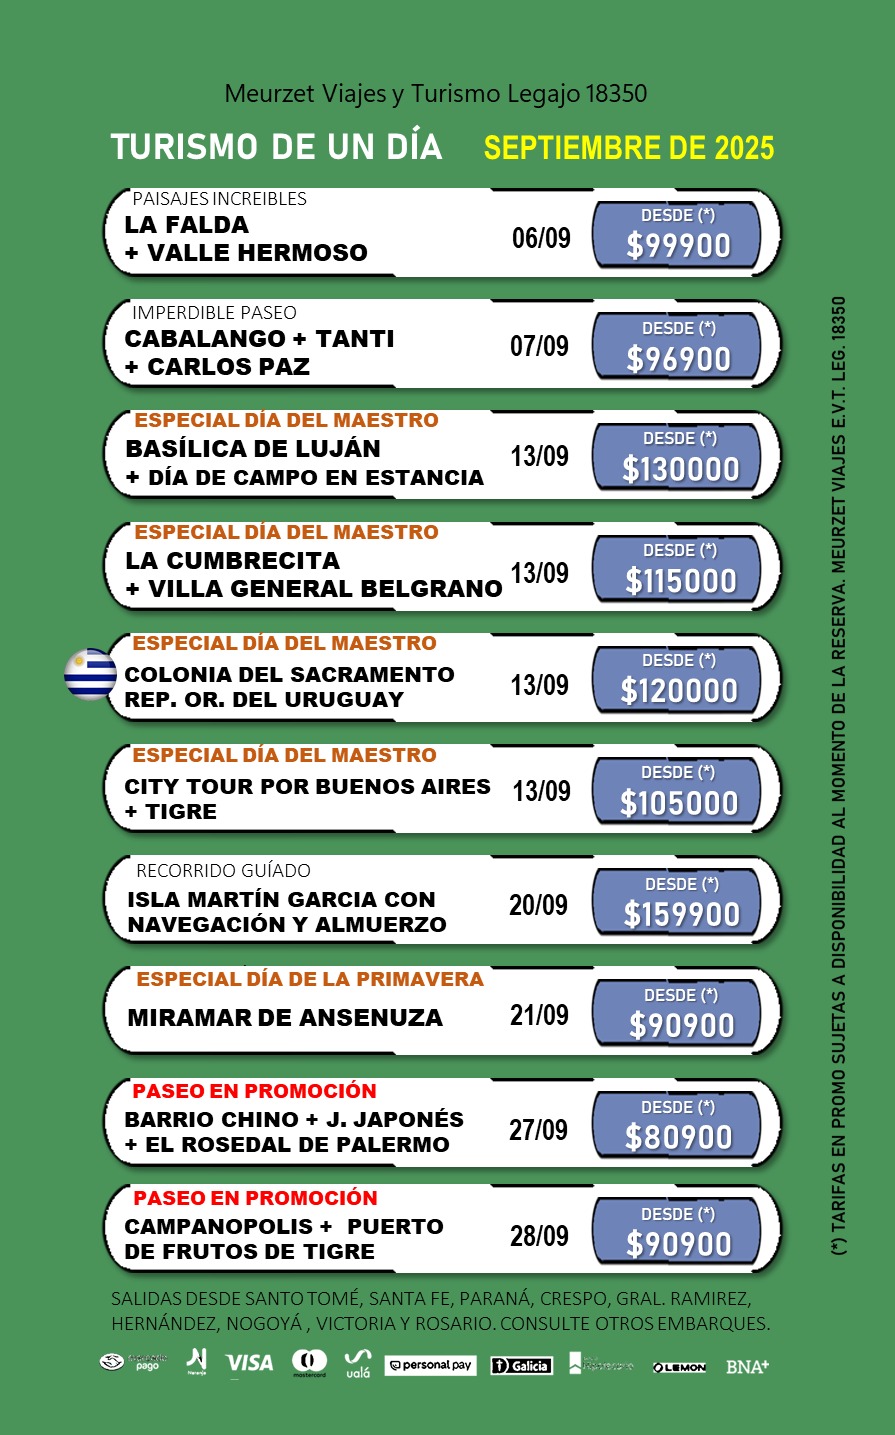 Meurzet Viajes y Turismo Legajo 18350
TURISMO DE UN DÍA SEPTIEMBRE DE 2025
PAISAJES INCREIBLES
LA FALDA
+ VALLE HERMOSO
06/09
DESDE (*)
$99900
IMPERDIBLE PASEO
CABALANGO + TANTI
+ CARLOS PAZ
07/09
DESDE (*)
$96900
ESPECIAL DÍA DEL MAESTRO
BASÍLICA DE LUJÁN
+ DÍA DE CAMPO EN ESTANCIA
13/09
DESDE (*)
$130000
ESPECIAL DÍA DEL MAESTRO
LA CUMBRECITA
+ VILLA GENERAL BELGRANO
13/09
DESDE (*)
$115000
ESPECIAL DÍA DEL MAESTRO
COLONIA DEL SACRAMENTO
REP. OR. DEL URUGUAY
13/09
DESDE (*)
$120000
ESPECIAL DÍA DEL MAESTRO
CITY TOUR POR BUENOS AIRES
+ TIGRE
13/09
DESDE (*)
$105000
RECORRIDO GUÍADO
ISLA MARTÍN GARCIA CON
NAVEGACIÓN Y ALMUERZO
20/09
DESDE (*)
$159900
ESPECIAL DÍA DE LA PRIMAVERA
MIRAMAR DE ANSENUZA
21/09
DESDE (*)
$90900
PASEO EN PROMOCIÓN
BARRIO CHINO + J. JAPONÉS
+ EL ROSEDAL DE PALERMO
27/09
DESDE (*)
$80900
PASEO EN PROMOCIÓN
CAMPANOPOLIS + PUERTO
DE FRUTOS DE TIGRE
28/09
DESDE (*)
$90900
(*) TARIFAS EN PROMO SUJETAS A DISPONIBILIDAD AL MOMENTO DE LA RESERVA. MEURZET VIAJES E.V.T. LEG. 18350
SALIDAS DESDE SANTO TOMÉ, SANTA FE, PARANÁ, CRESPO, GRAL. RAMIREZ,
HERNÁNDEZ, NOGOYÁ , VICTORIA Y ROSARIO. CONSULTE OTROS EMBARQUES.
pago
Naranja
VISA
mastercard
ualá
personal pay
Galicia
LEMON
BNA+